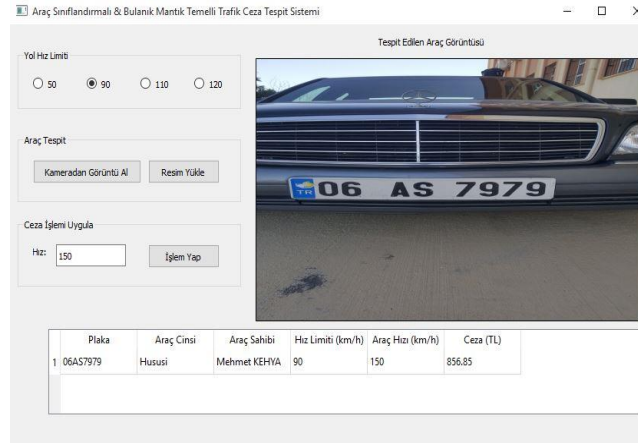 Araç Sınıflandırmalı & Bulanık Mantık Temelli Trafik Ceza Tespit Sistemi
Tespit Edilen Araç Görüntüsü
Yol Hız Limiti
50 90 110 120
Araç Tespit
Kameradan Görüntü Al Resim Yükle
TR 06 AS 7979
Ceza İşlemi Uygula
Hız: 150 İşlem Yap
Plaka Araç Cinsi Araç Sahibi Hız Limiti (km/h) Araç Hızı (km/h) Ceza (TL)
1 06AS7979 Hususi Mehmet KEHYA 90 150 856.85